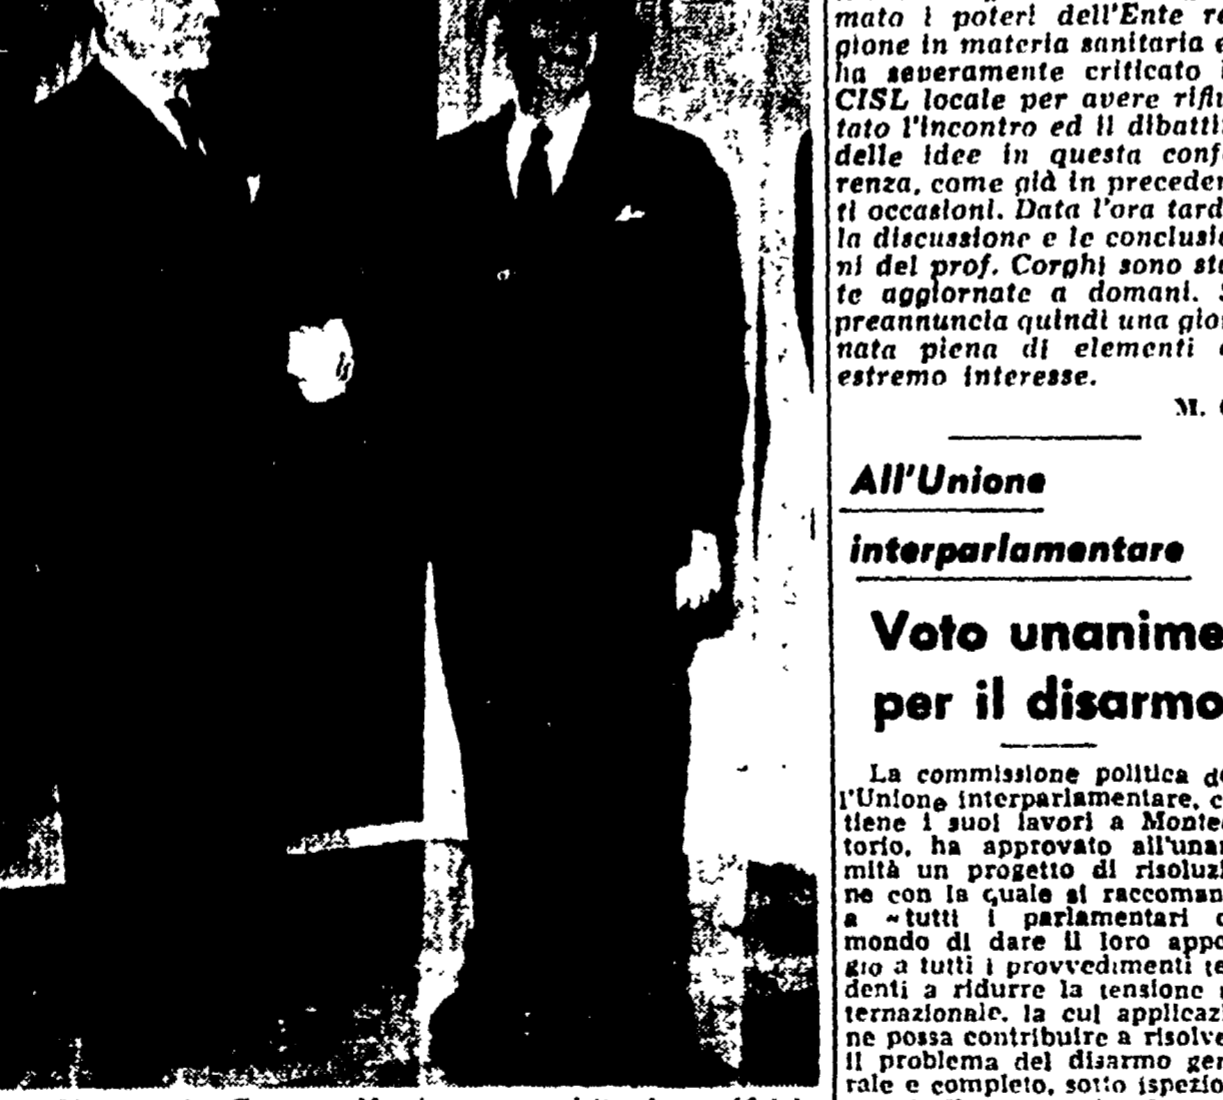 mato i poteri dell'Ente re
gione in materia sanitaria e
ha severamente criticato l
CISL locale per avere rifiu
tato l'incontro ed il dibatti
delle idee in questa conf
renza, come già in preceden
ti occasioni. Data l'ora tard
la discussione e le conclusio
ni del prof. Corghi sono sta
te aggiornate a domani. S
preannuncia quindi una gior
nata piena di elementi
estremo interesse.
M.
All'Unione
interparlamentare
Voto unanime
per il disarmo
La commissione politica de
l'Unione interparlamentare, c
tiene i suoi lavori a Montec
torio, ha approvato all'unan
mità un progetto di risoluzi
ne con la quale si raccoman
a «tutti i parlamentari
mondo di dare il loro appo
gio a tutti i provvedimenti te
denti a ridurre la tensione
ternazionale, la cui applicazi
ne possa contribuire a risolve
il problema del disarmo gen
rale e completo, sotto ispezio